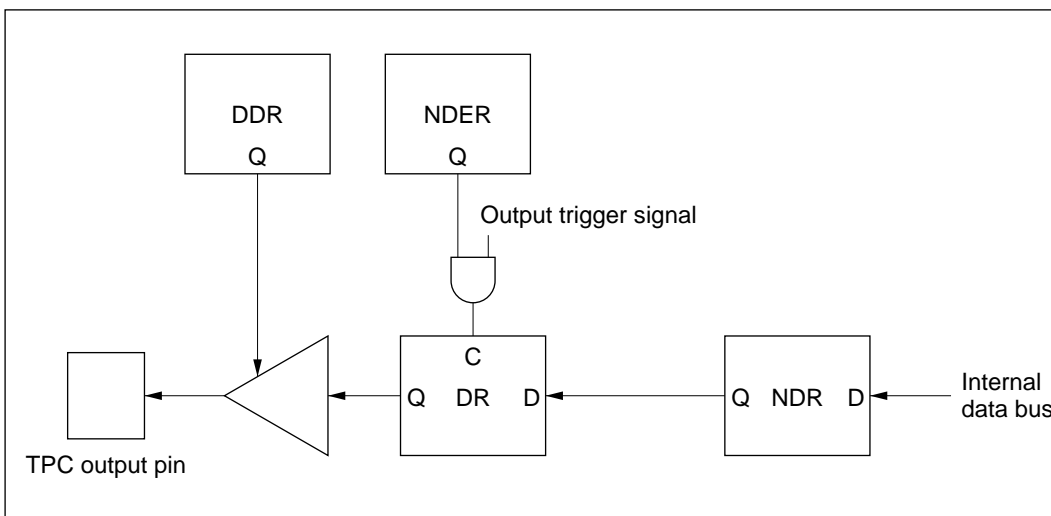 DDR
Q
NDER
Q
Output trigger signal
C
Q DR D
Q NDR D
Internal
data bus
TPC output pin